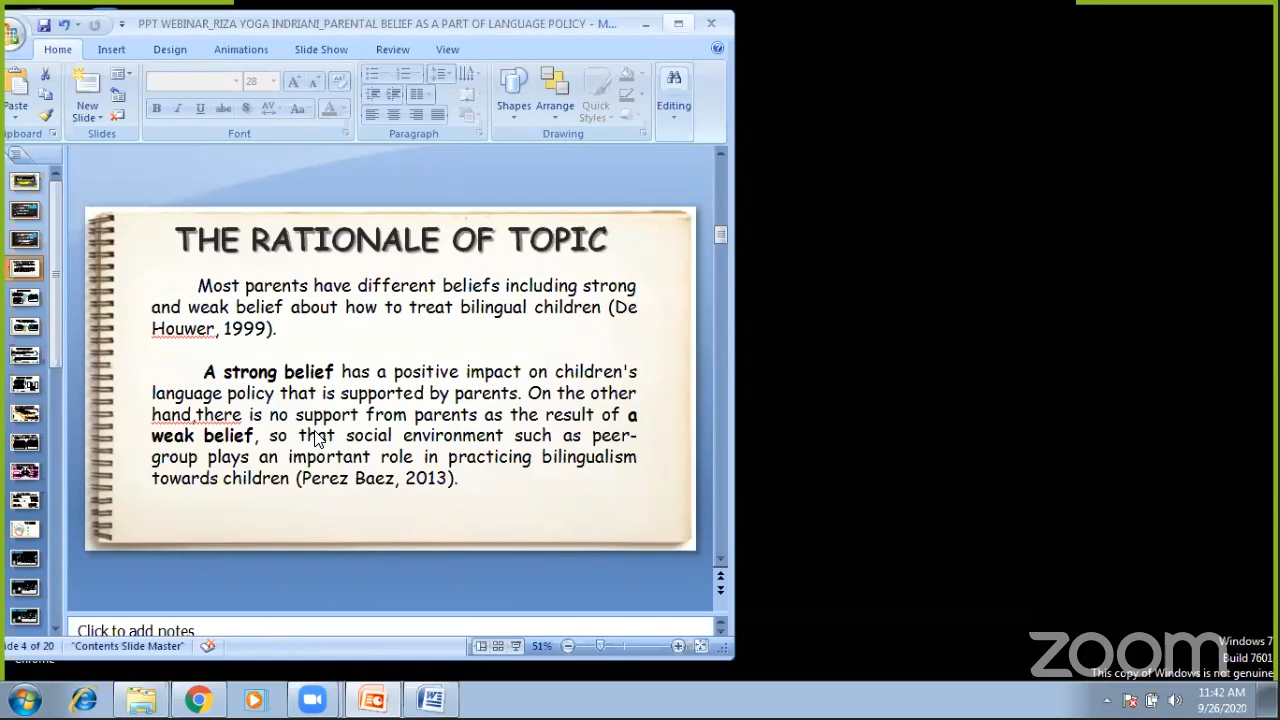 PPT WEBINAR_RIZA YOGA INDRIANI_PARENTAL BELIEF AS A PART OF LANGUAGE POLICY - M...
Home Insert Design Animations Slide Show Review View
Paste
New Slide
28
Shapes Arrange Quick Styles
Editing
lipboard Slides Font Paragraph Drawing
THE RATIONALE OF TOPIC
Most parents have different beliefs including strong
and weak belief about how to treat bilingual children (De
Houwer, 1999).
A strong belief has a positive impact on children's
language policy that is supported by parents. On the other
hand,there is no support from parents as the result of a
weak belief, so that social environment such as peer-
group plays an important role in practicing bilingualism
towards children (Perez Baez, 2013).
Click to add notes
ide 4 of 20 "Contents Slide Master" 51%
Chrome
zoom
Windows 7
Build 7601
This copy of Windows is not genuine
11:42 AM
9/26/2020